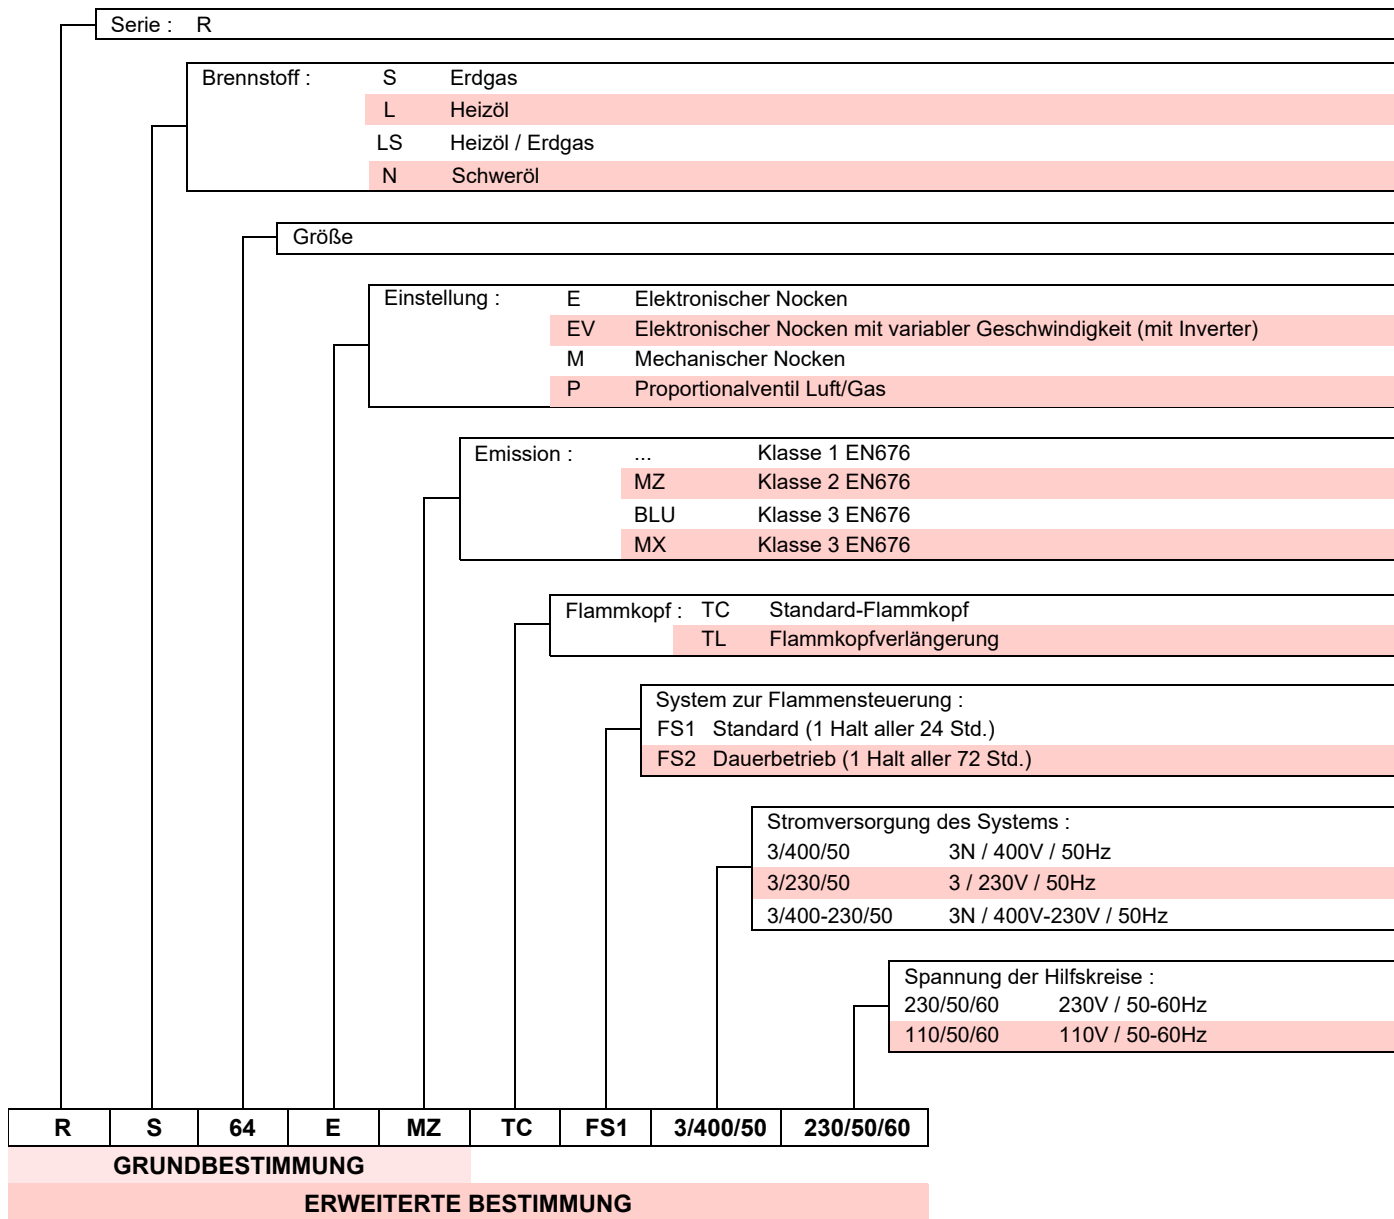 Serie : R
Brennstoff : S Erdgas
L Heizöl
LS Heizöl / Erdgas
N Schweröl
Größe
Einstellung : E Elektronischer Nocken
EV Elektronischer Nocken mit variabler Geschwindigkeit (mit Inverter)
M Mechanischer Nocken
P Proportionalventil Luft/Gas
Emission : ... Klasse 1 EN676
MZ Klasse 2 EN676
BLU Klasse 3 EN676
MX Klasse 3 EN676
Flammkopf : TC Standard-Flammkopf
TL Flammkopfverlängerung
System zur Flammensteuerung :
FS1 Standard (1 Halt aller 24 Std.)
FS2 Dauerbetrieb (1 Halt aller 72 Std.)
Stromversorgung des Systems :
3/400/50 3N / 400V / 50Hz
3/230/50 3 / 230V / 50Hz
3/400-230/50 3N / 400V-230V / 50Hz
Spannung der Hilfskreise :
230/50/60 230V / 50-60Hz
110/50/60 110V / 50-60Hz
R S 64 E MZ TC FS1 3/400/50 230/50/60
GRUNDBESTIMMUNG
ERWEITERTE BESTIMMUNG